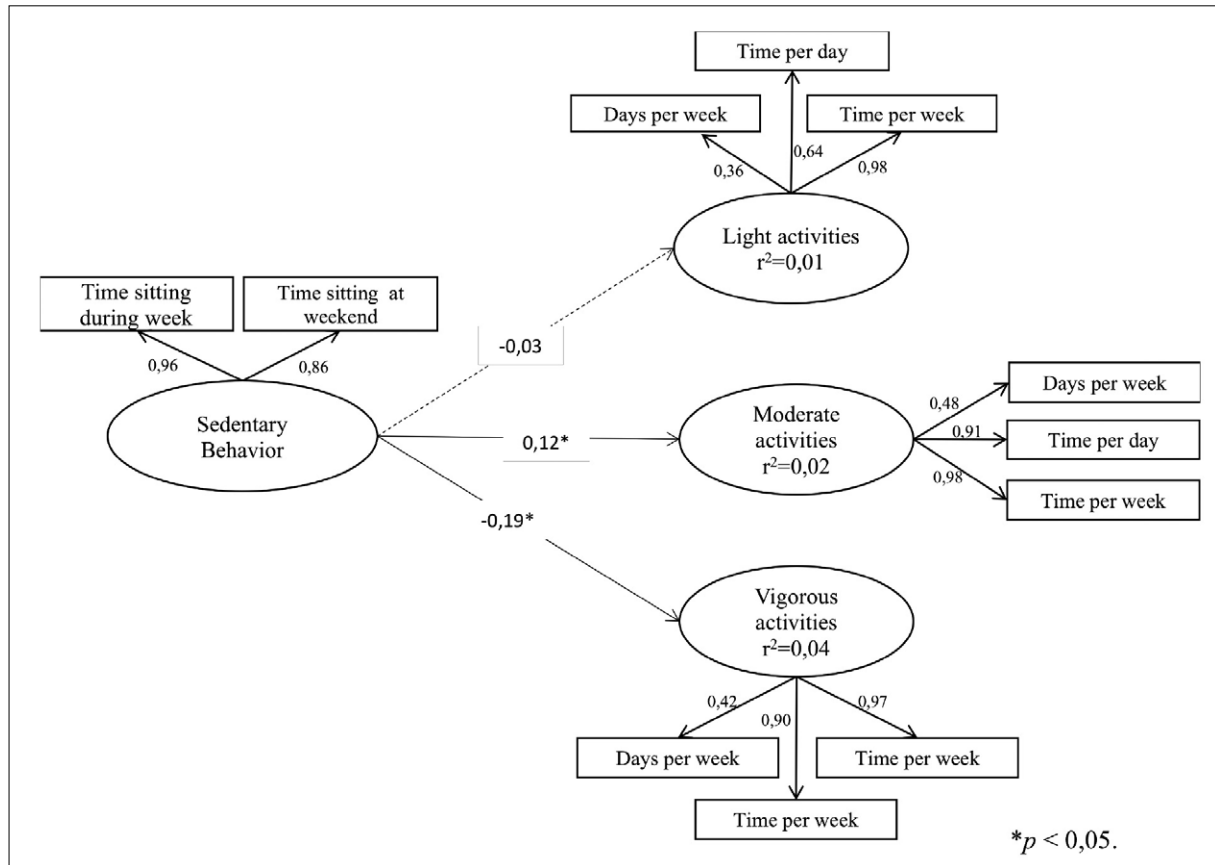 Time per day
Days per week
Time per week
0,36
0,64
0,98
Light activities
r²=0,01
Time sitting
during week
Time sitting at
weekend
0,96
0,86
-0,03
Sedentary
Behavior
0,12*
Moderate
activities
r²=0,02
0,48
0,91
0,98
Days per week
Time per day
Time per week
-0,19*
Vigorous
activities
r²=0,04
0,42
0,90
0,97
Days per week
Time per week
Time per week
*p < 0,05.